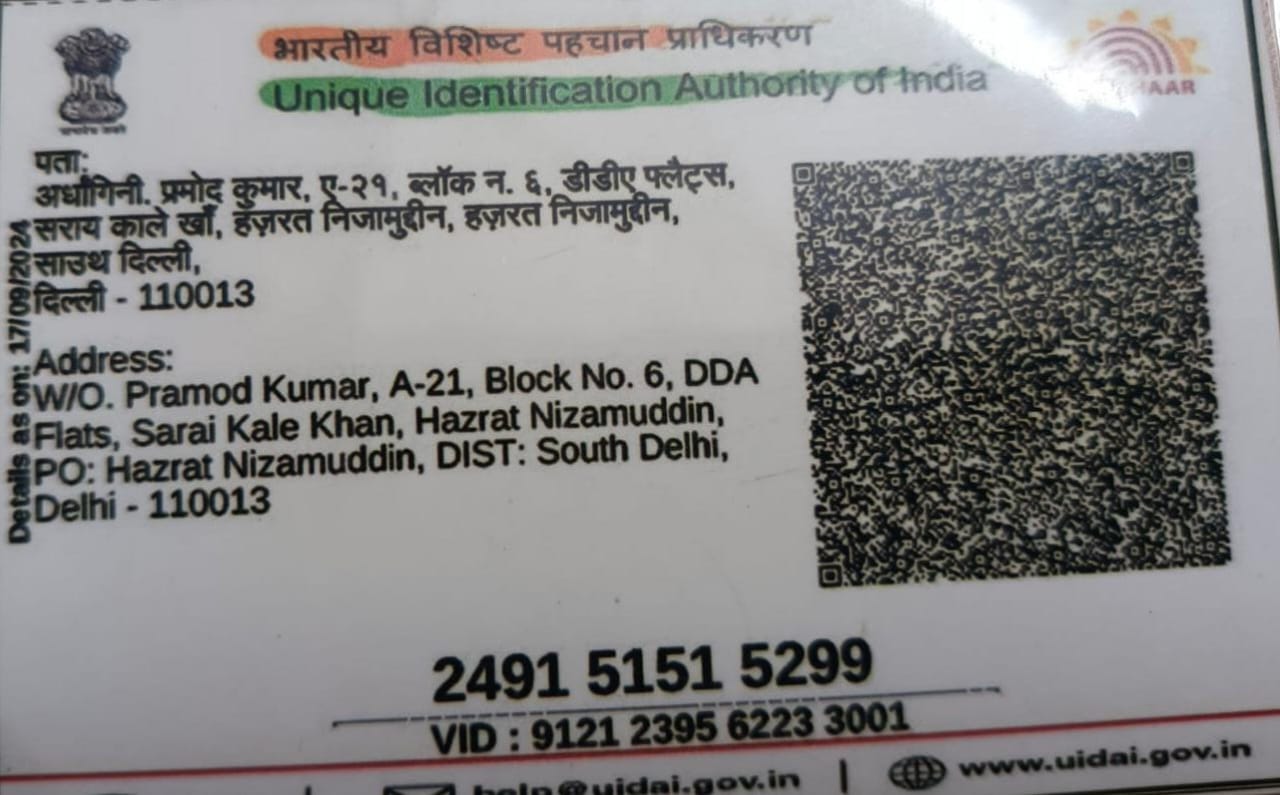 भारतीय विशिष्ट पहचान प्राधिकरण
Unique Identification Authority of India
पता:
अर्धांगिनी. प्रमोद कुमार, ए-२१, ब्लॉक न. ६, डीडीए फ्लैट्स,
सराय काले खाँ, हज़रत निजामुद्दीन, हज़रत निजामुद्दीन,
साउथ दिल्ली,
दिल्ली - 110013
Address:
W/O. Pramod Kumar, A-21, Block No. 6, DDA
Flats, Sarai Kale Khan, Hazrat Nizamuddin,
PO: Hazrat Nizamuddin, DIST: South Delhi,
Delhi - 110013
Details as on: 17/09/2024
2491 5151 5299
VID : 9121 2395 6223 3001
help@uidai.gov.in | www.uidai.gov.in